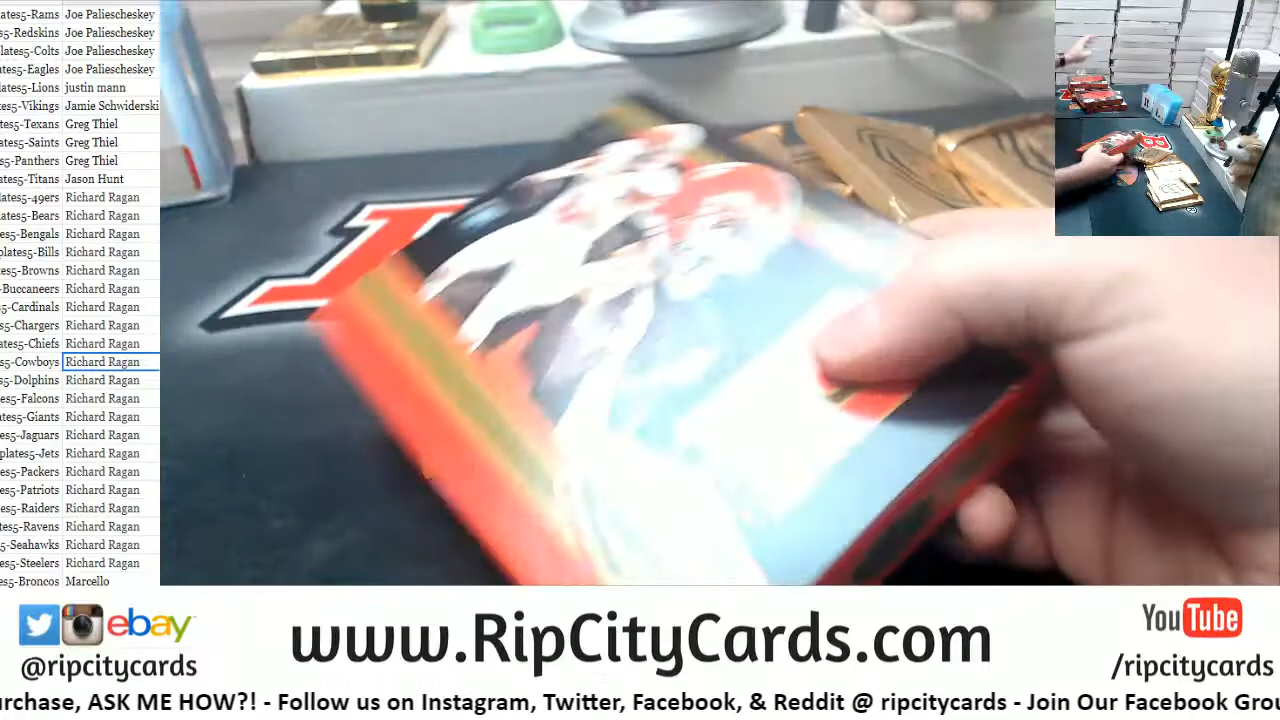 ates5-Rams Joe Paliescheskey
es5-Redskins Joe Paliescheskey
lates5-Colts Joe Paliescheskey
ates5-Eagles Joe Paliescheskey
lates5-Lions justin mann
tes5-Vikings Jamie Schwiderski
ates5-Texans Greg Thiel
ates5-Saints Greg Thiel
es5-Panthers Greg Thiel
lates5-Titans Jason Hunt
plates5-49ers Richard Ragan
ates5-Bears Richard Ragan
tes5-Bengals Richard Ragan
plates5-Bills Richard Ragan
tes5-Browns Richard Ragan
-Buccaneers Richard Ragan
es5-Cardinals Richard Ragan
es5-Chargers Richard Ragan
ates5-Chiefs Richard Ragan
s5-Cowboys Richard Ragan
5-Dolphins Richard Ragan
es5-Falcons Richard Ragan
ates5-Giants Richard Ragan
es5-Jaguars Richard Ragan
plates5-Jets Richard Ragan
es5-Packers Richard Ragan
es5-Patriots Richard Ragan
es5-Raiders Richard Ragan
tes5-Ravens Richard Ragan
5-Seahawks Richard Ragan
es5-Steelers Richard Ragan
es5-Broncos Marcello
ebay
@ripcitycards
www.RipCityCards.com
YouTube
/ripcitycards
urchase, ASK ME HOW?! - Follow us on Instagram, Twitter, Facebook, & Reddit @ ripcitycards - Join Our Facebook Grou